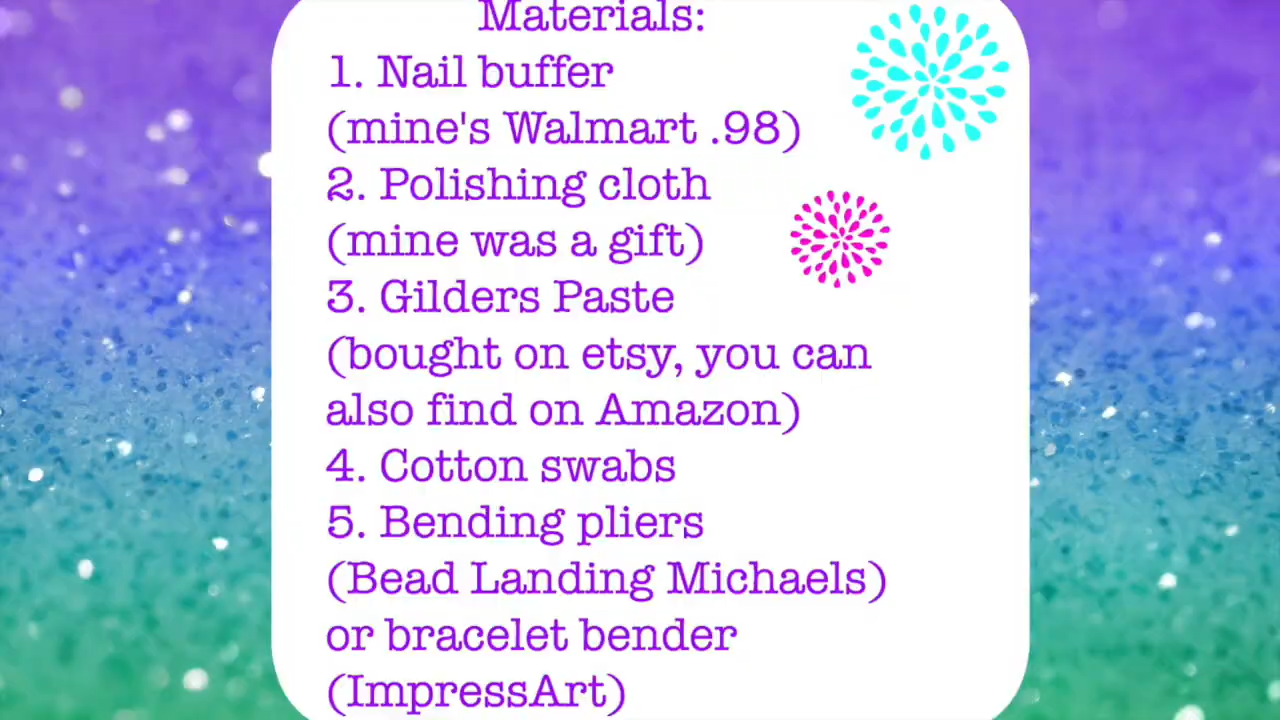 Materials:
1. Nail buffer
(mine's Walmart .98)
2. Polishing cloth
(mine was a gift)
3. Gilders Paste
(bought on etsy, you can
also find on Amazon)
4. Cotton swabs
5. Bending pliers
(Bead Landing Michaels)
or bracelet bender
(ImpressArt)